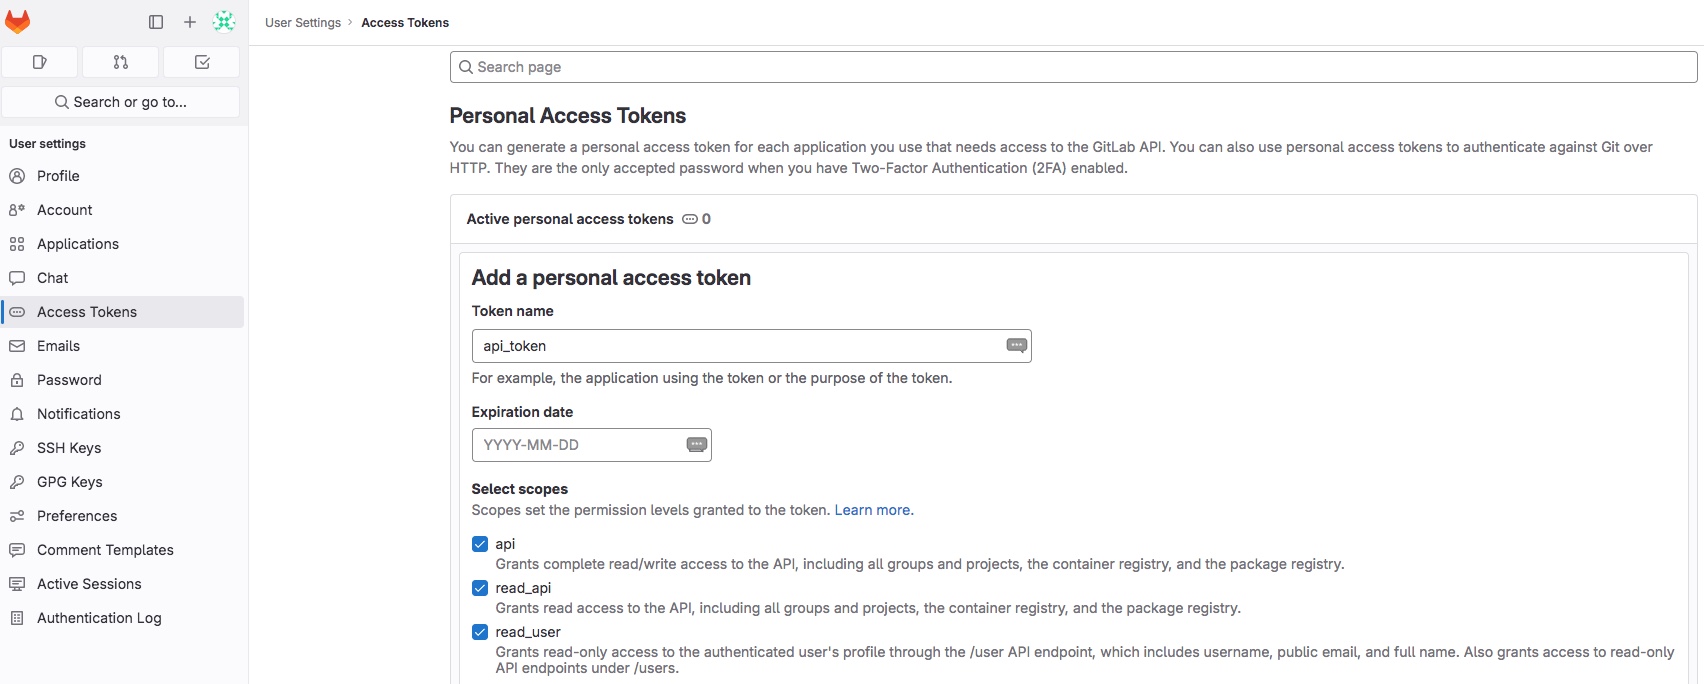 User Settings › Access Tokens
Search or go to...
User settings
Profile
Account
Applications
Chat
Access Tokens
Emails
Password
Notifications
SSH Keys
GPG Keys
Preferences
Comment Templates
Active Sessions
Authentication Log
Search page
Personal Access Tokens
You can generate a personal access token for each application you use that needs access to the GitLab API. You can also use personal access tokens to authenticate against Git over
HTTP. They are the only accepted password when you have Two-Factor Authentication (2FA) enabled.
Active personal access tokens 0
Add a personal access token
Token name
api_token
For example, the application using the token or the purpose of the token.
Expiration date
YYYY-MM-DD
Select scopes
Scopes set the permission levels granted to the token. Learn more.
api
Grants complete read/write access to the API, including all groups and projects, the container registry, and the package registry.
read_api
Grants read access to the API, including all groups and projects, the container registry, and the package registry.
read_user
Grants read-only access to the authenticated user's profile through the /user API endpoint, which includes username, public email, and full name. Also grants access to read-only
API endpoints under /users.